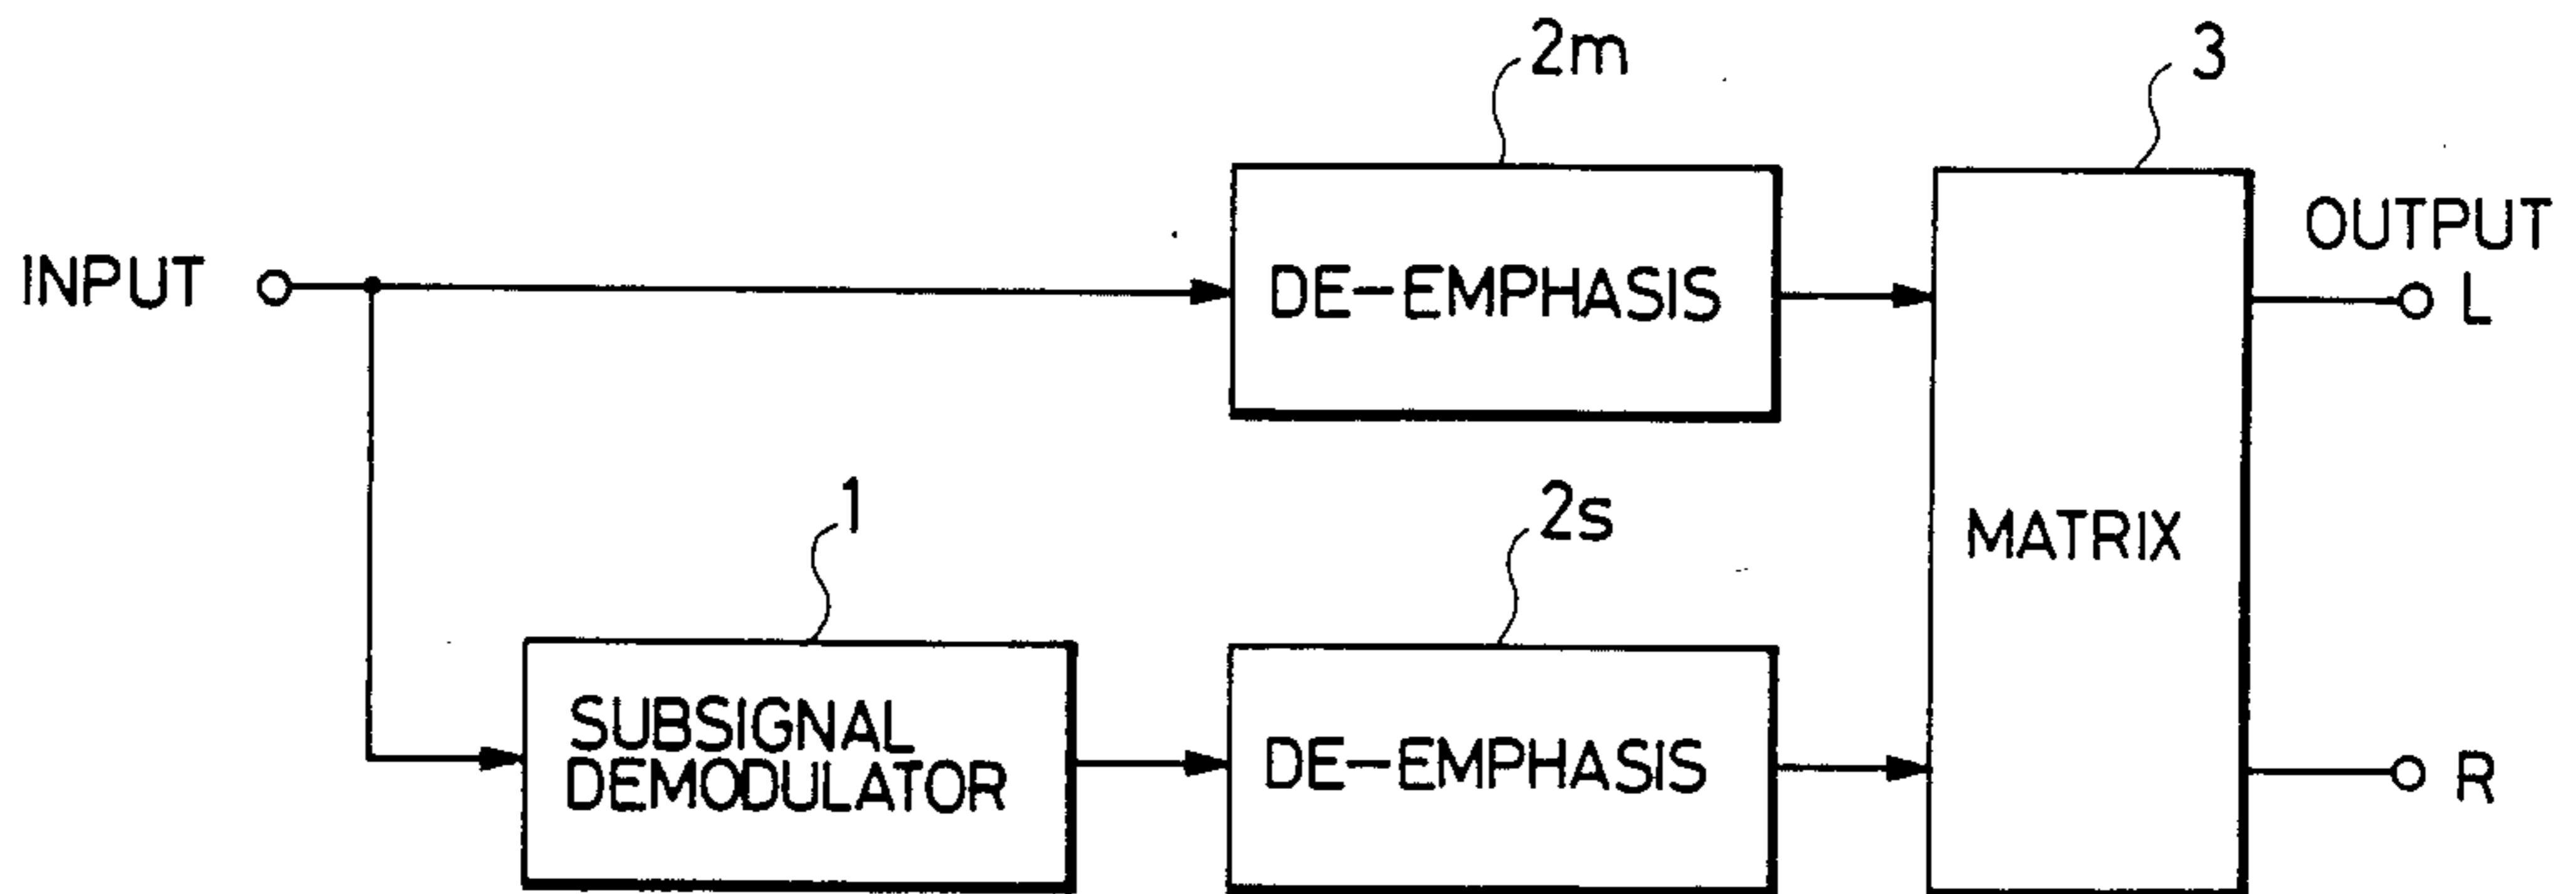 2m
3
INPUT
DE-EMPHASIS
OUTPUT
L
1
2s
MATRIX
SUBSIGNAL
DEMODULATOR
DE-EMPHASIS
R